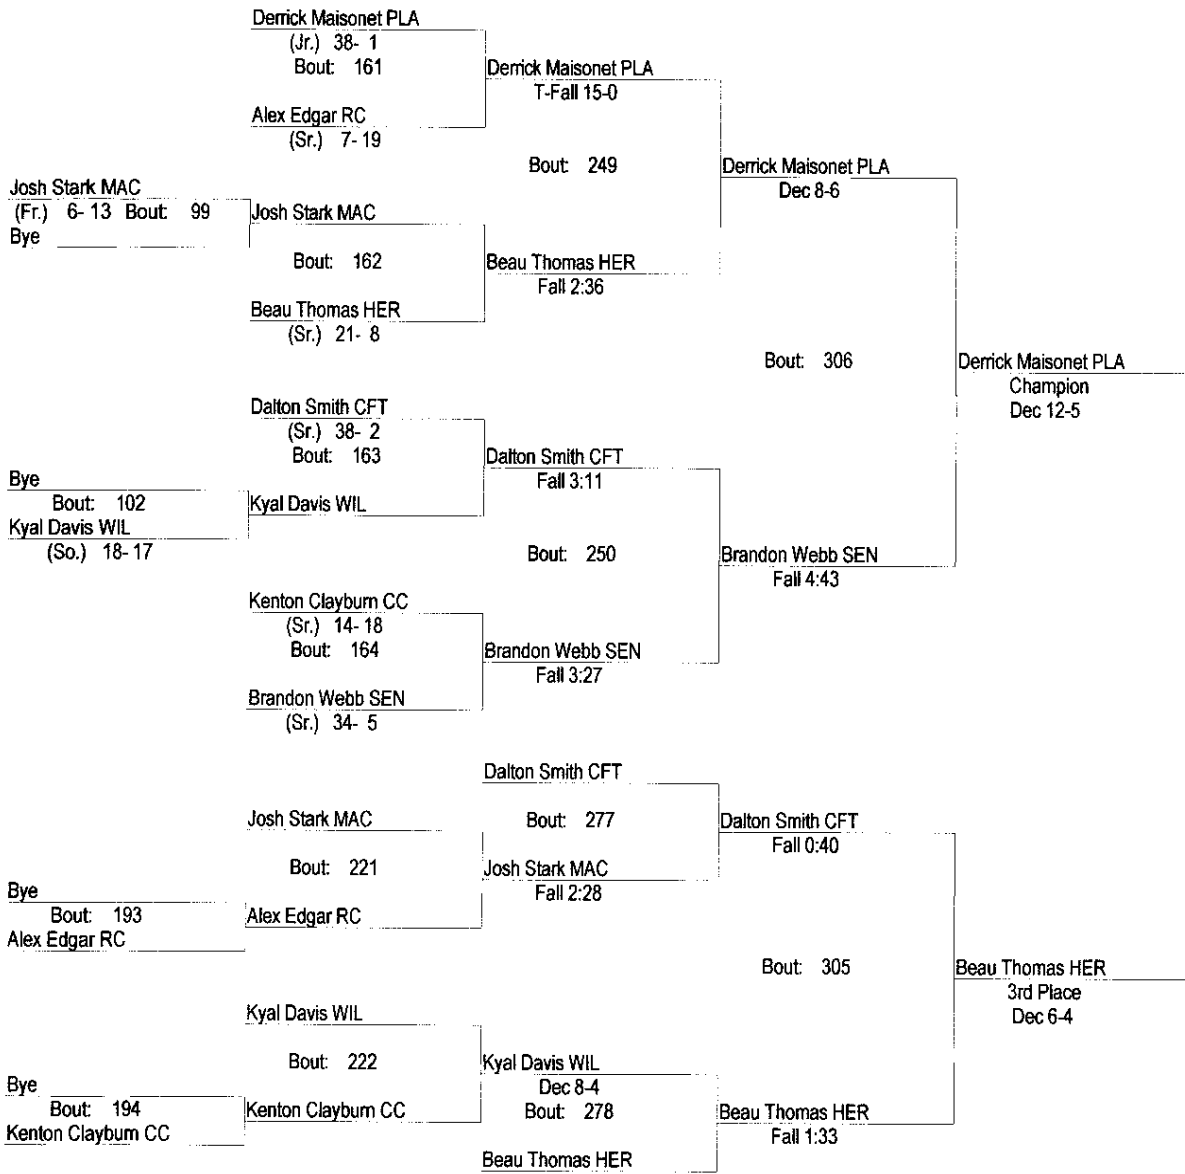 Derrick Maisonet PLA
(Jr.) 38- 1
Bout: 161
Derrick Maisonet PLA
T-Fall 15-0
Alex Edgar RC
(Sr.) 7- 19
Bout: 249
Derrick Maisonet PLA
Dec 8-6
Josh Stark MAC
(Fr.) 6- 13 Bout: 99
Bye
Josh Stark MAC
Bout: 162
Beau Thomas HER
Fall 2:36
Beau Thomas HER
(Sr.) 21- 8
Bout: 306
Derrick Maisonet PLA
Champion
Dec 12-5
Dalton Smith CFT
(Sr.) 38- 2
Bout: 163
Dalton Smith CFT
Fall 3:11
Bye
Bout: 102
Kyal Davis WIL
Kyal Davis WIL
(So.) 18- 17
Bout: 250
Brandon Webb SEN
Fall 4:43
Kenton Clayburn CC
(Sr.) 14- 18
Bout: 164
Brandon Webb SEN
Fall 3:27
Brandon Webb SEN
(Sr.) 34- 5
Dalton Smith CFT
Josh Stark MAC
Bout: 277
Dalton Smith CFT
Fall 0:40
Bout: 221
Josh Stark MAC
Fall 2:28
Bye
Bout: 193
Alex Edgar RC
Alex Edgar RC
Bout: 305
Beau Thomas HER
3rd Place
Dec 6-4
Kyal Davis WIL
Bout: 222
Kyal Davis WIL
Dec 8-4
Bye
Bout: 194
Kenton Clayburn CC
Kenton Clayburn CC
Bout: 278
Beau Thomas HER
Fall 1:33
Beau Thomas HER